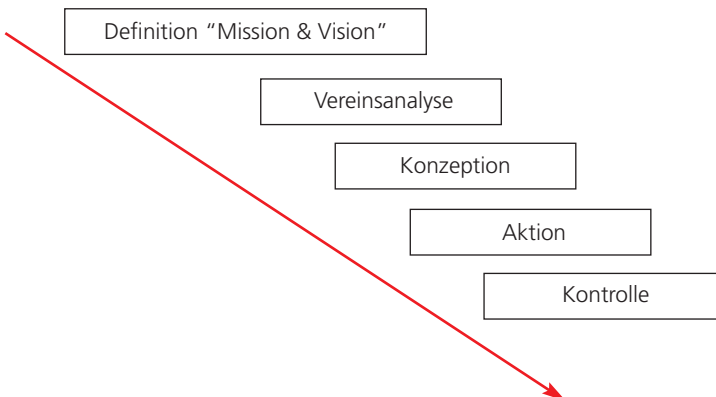 Definition “Mission & Vision”
Vereinsanalyse
Konzeption
Aktion
Kontrolle